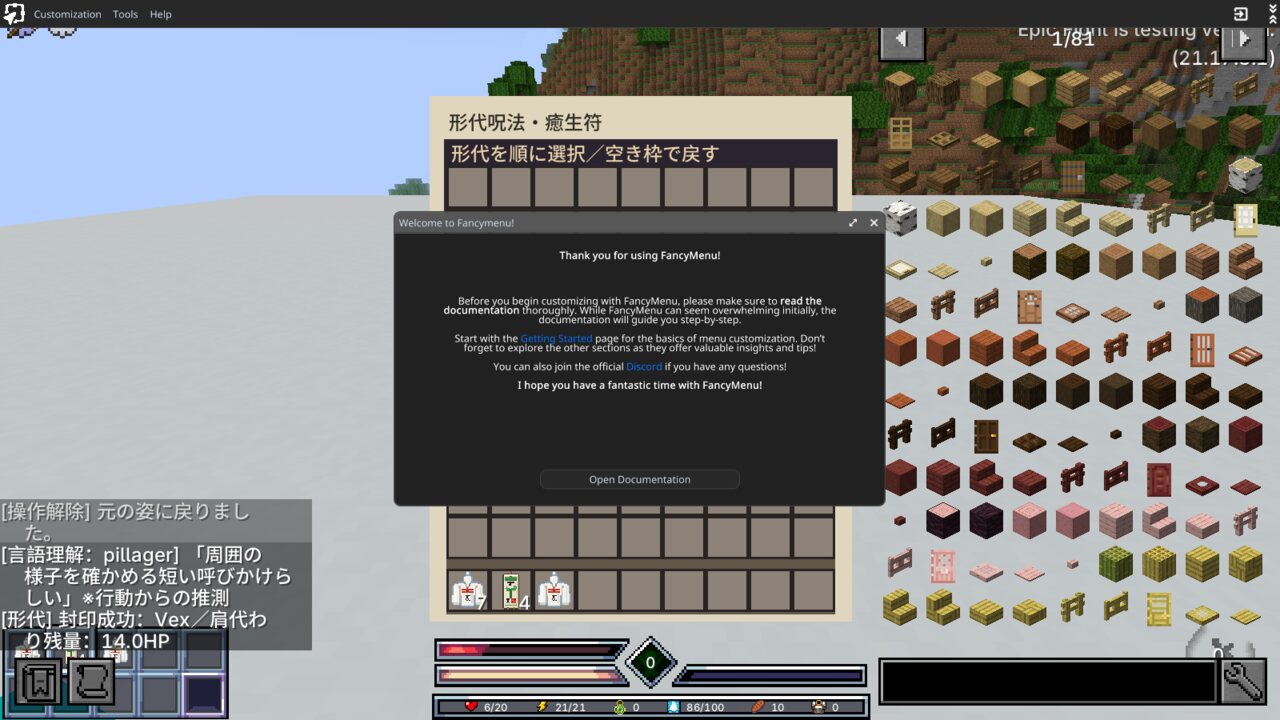 Customization Tools Help
Epic Fight is testing ve
1/81
(21.1
形代呪法・癒生符
形代を順に選択／空き枠で戻す
Welcome to Fancymenu!
Thank you for using FancyMenu!
Before you begin customizing with FancyMenu, please make sure to read the
documentation thoroughly. While FancyMenu can seem overwhelming initially, the
documentation will guide you step-by-step.
Start with the Getting Started page for the basics of menu customization. Don't
forget to explore the other sections as they offer valuable insights and tips!
You can also join the official Discord if you have any questions!
I hope you have a fantastic time with FancyMenu!
Open Documentation
[操作解除] 元の姿に戻りまし
た。
[言語理解：pillager] 「周囲の
様子を確かめる短い呼びかけら
しい」※行動からの推測
[形代] 封印成功：Vex／肩代わ
り残量：14.0HP
7 4
0
6/20 21/21 0 86/100 10 0